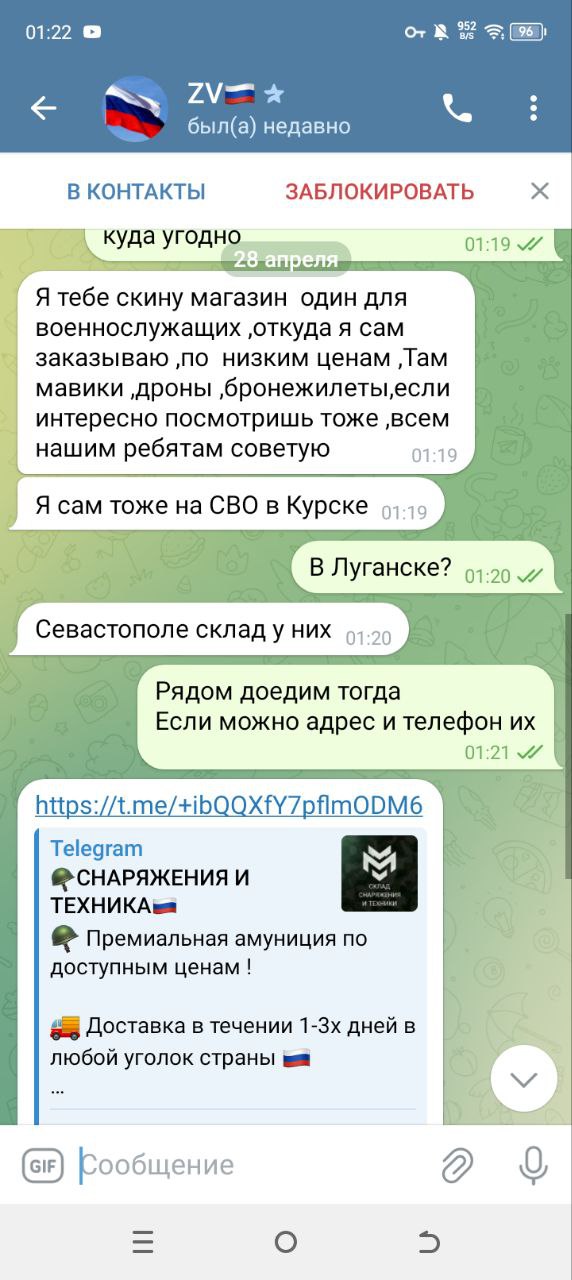 01:22
952
B/S
96
ZV🇷🇺
был(а) недавно
В КОНТАКТЫ
ЗАБЛОКИРОВАТЬ
куда угодно
01:19
28 апреля
Я тебе скину магазин один для
военнослужащих ,откуда я сам
заказываю ,по низким ценам ,Там
мавики ,дроны ,бронежилеты,если
интересно посмотришь тоже ,всем
нашим ребятам советую
01:19
Я сам тоже на СВО в Курске
01:19
В Луганске?
01:20
Севастополе склад у них
01:20
Рядом доедим тогда
Если можно адрес и телефон их
01:21
https://t.me/+ibQQXfY7pflmODM6
Telegram
🪖СНАРЯЖЕНИЯ И
ТЕХНИКА🇷🇺
СКЛАД
СНАРЯЖЕНИЯ
И ТЕХНИКИ
🪖 Премиальная амуниция по
доступным ценам !
🚛 Доставка в течении 1-3х дней в
любой уголок страны 🇷🇺
...
GIF
Сообщение